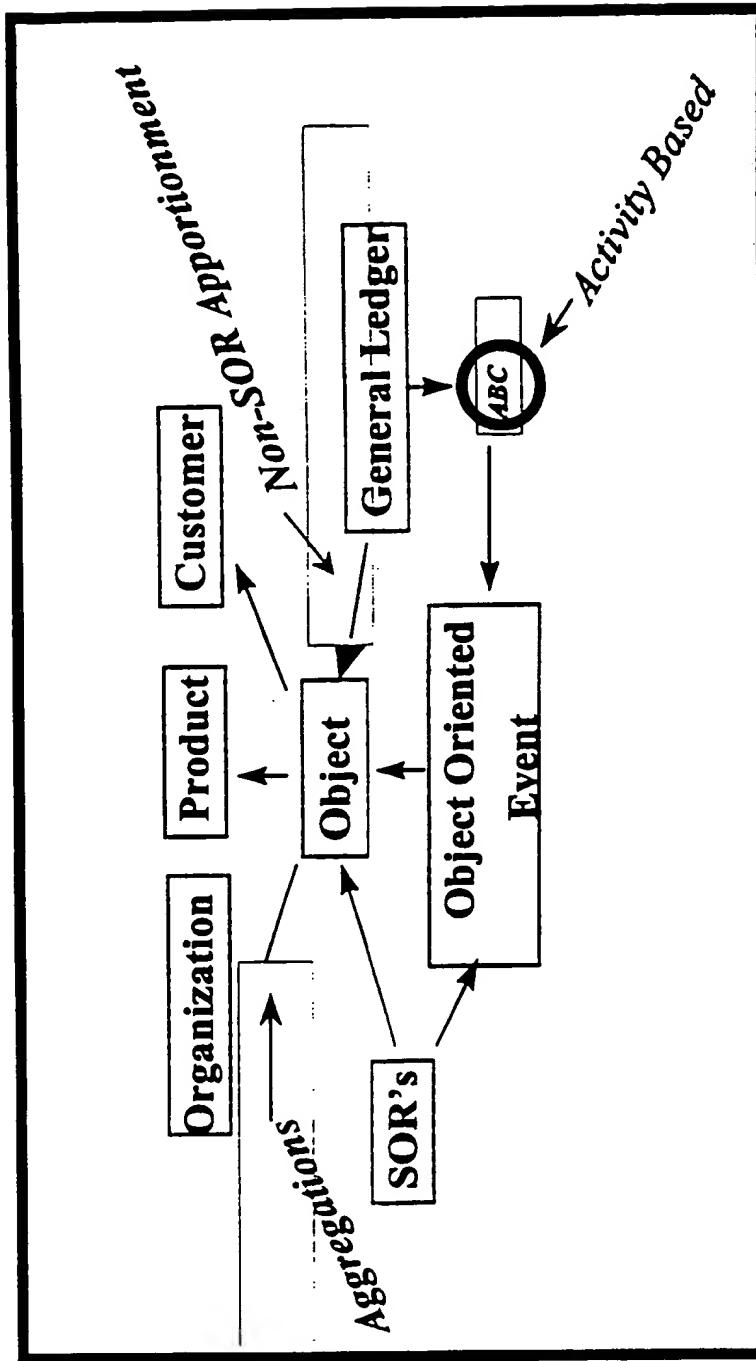 Organization
Product
Customer
Non-SOR Apportionment
Aggregations
Object
General Ledger
SOR's
Object Oriented
Event
ABC
Activity Based